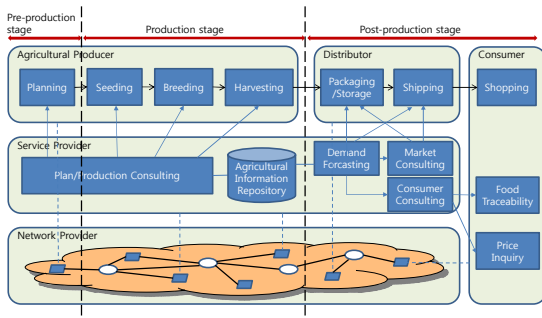 Pre-production
stage
Production stage
Post-production stage
Agricultural Producer
Distributor
Consumer
Planning
Seeding
Breeding
Harvesting
Packaging
/Storage
Shipping
Shopping
Service Provider
Plan/Production Consulting
Agricultural
Information
Repository
Demand
Forcasting
Market
Consulting
Consumer
Consulting
Food
Traceability
Network Provider
Price
Inquiry